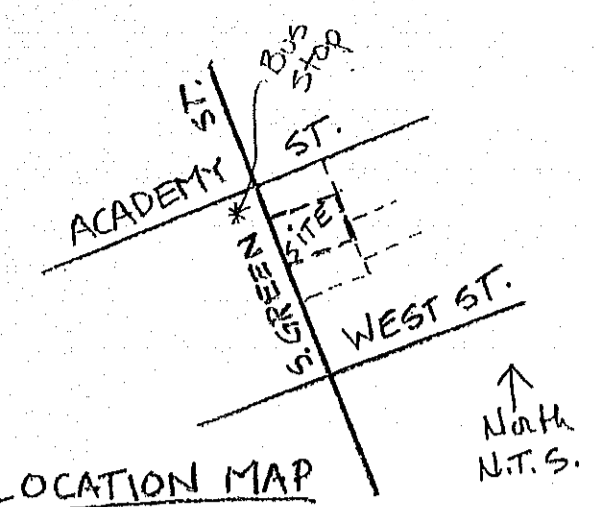 Bus
Stop
ST.
ACADEMY ST.
*
SITE
S. GREEN
WEST ST.
North
N.T.S.
LOCATION MAP